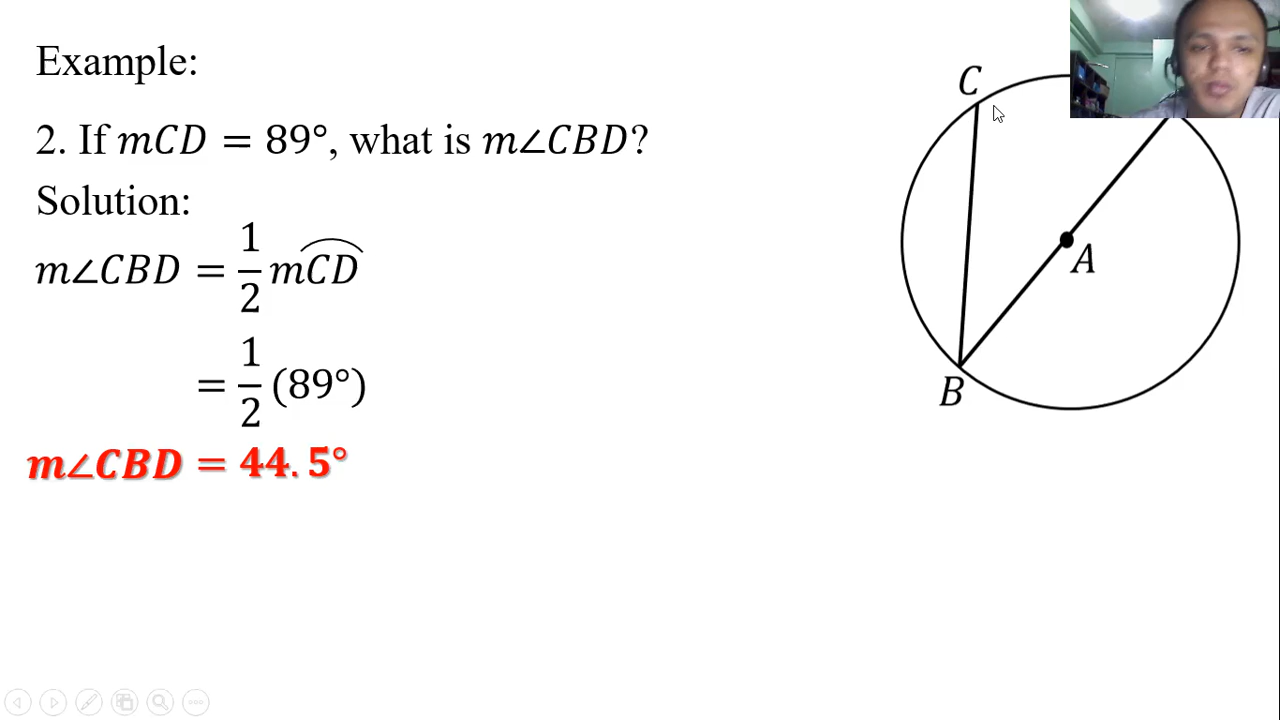 Example:
2. If mCD = 89°, what is m∠CBD?
Solution:
m∠CBD = 1/2 mCD
= 1/2 (89°)
m∠CBD = 44.5°
C
A
B